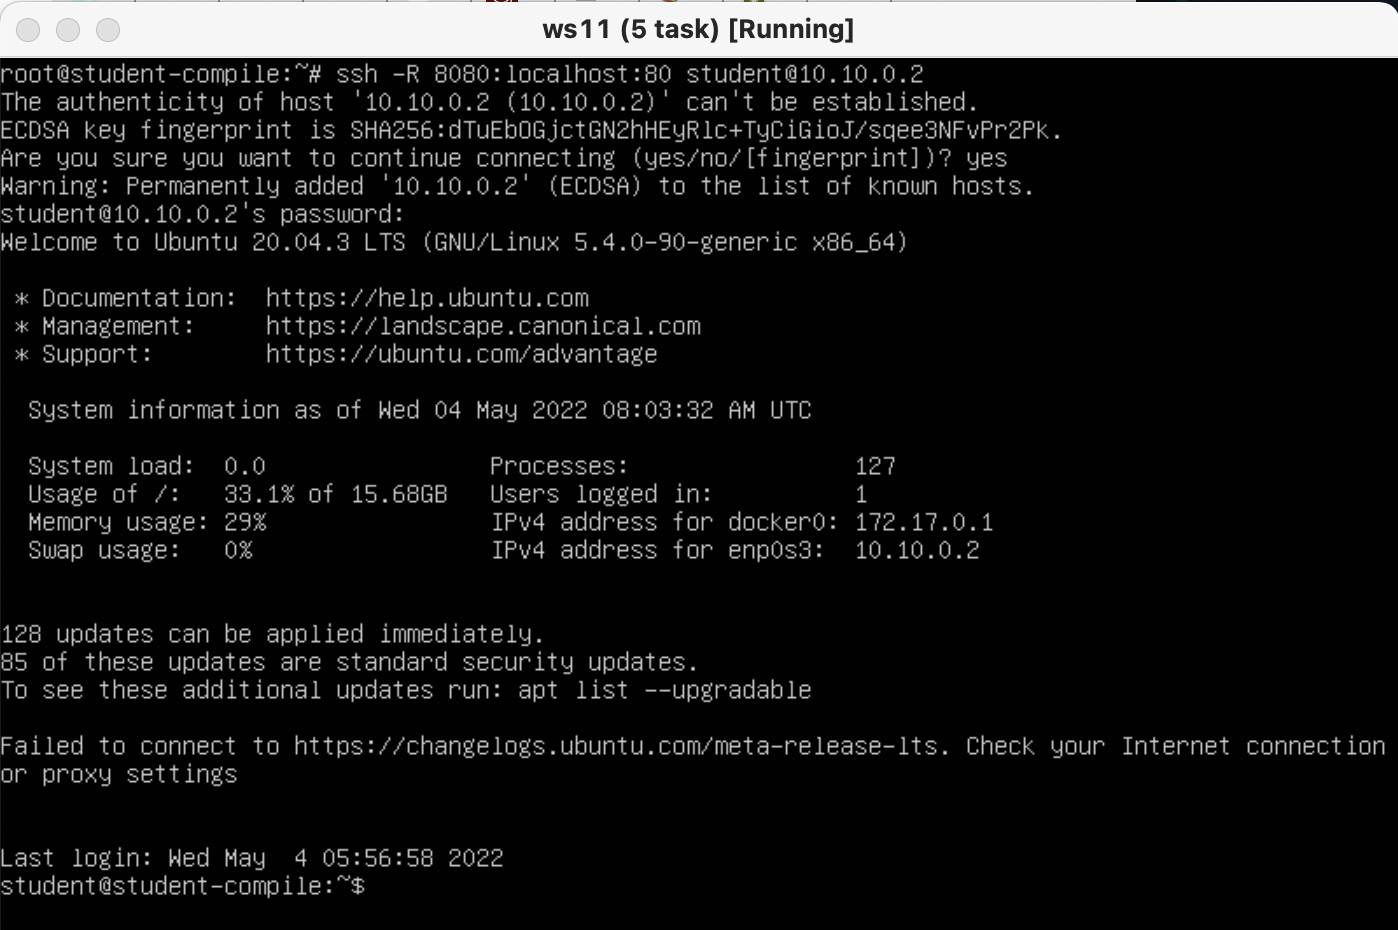 ws11 (5 task) [Running]
root@student-compile:~# ssh -R 8080:localhost:80 student@10.10.0.2
The authenticity of host '10.10.0.2 (10.10.0.2)' can't be established.
ECDSA key fingerprint is SHA256:dTuEbOGjctGN2hHEyRlc+TyCiGioJ/sqee3NFvPr2Pk.
Are you sure you want to continue connecting (yes/no/[fingerprint])? yes
Warning: Permanently added '10.10.0.2' (ECDSA) to the list of known hosts.
student@10.10.0.2's password:
Welcome to Ubuntu 20.04.3 LTS (GNU/Linux 5.4.0-90-generic x86_64)
* Documentation: https://help.ubuntu.com
* Management: https://landscape.canonical.com
* Support: https://ubuntu.com/advantage
System information as of Wed 04 May 2022 08:03:32 AM UTC
System load: 0.0 Processes: 127
Usage of /: 33.1% of 15.68GB Users logged in: 1
Memory usage: 29% IPv4 address for docker0: 172.17.0.1
Swap usage: 0% IPv4 address for enp0s3: 10.10.0.2
128 updates can be applied immediately.
85 of these updates are standard security updates.
To see these additional updates run: apt list --upgradable
Failed to connect to https://changelogs.ubuntu.com/meta-release-lts. Check your Internet connection
or proxy settings
Last login: Wed May  4 05:56:58 2022
student@student-compile:~$